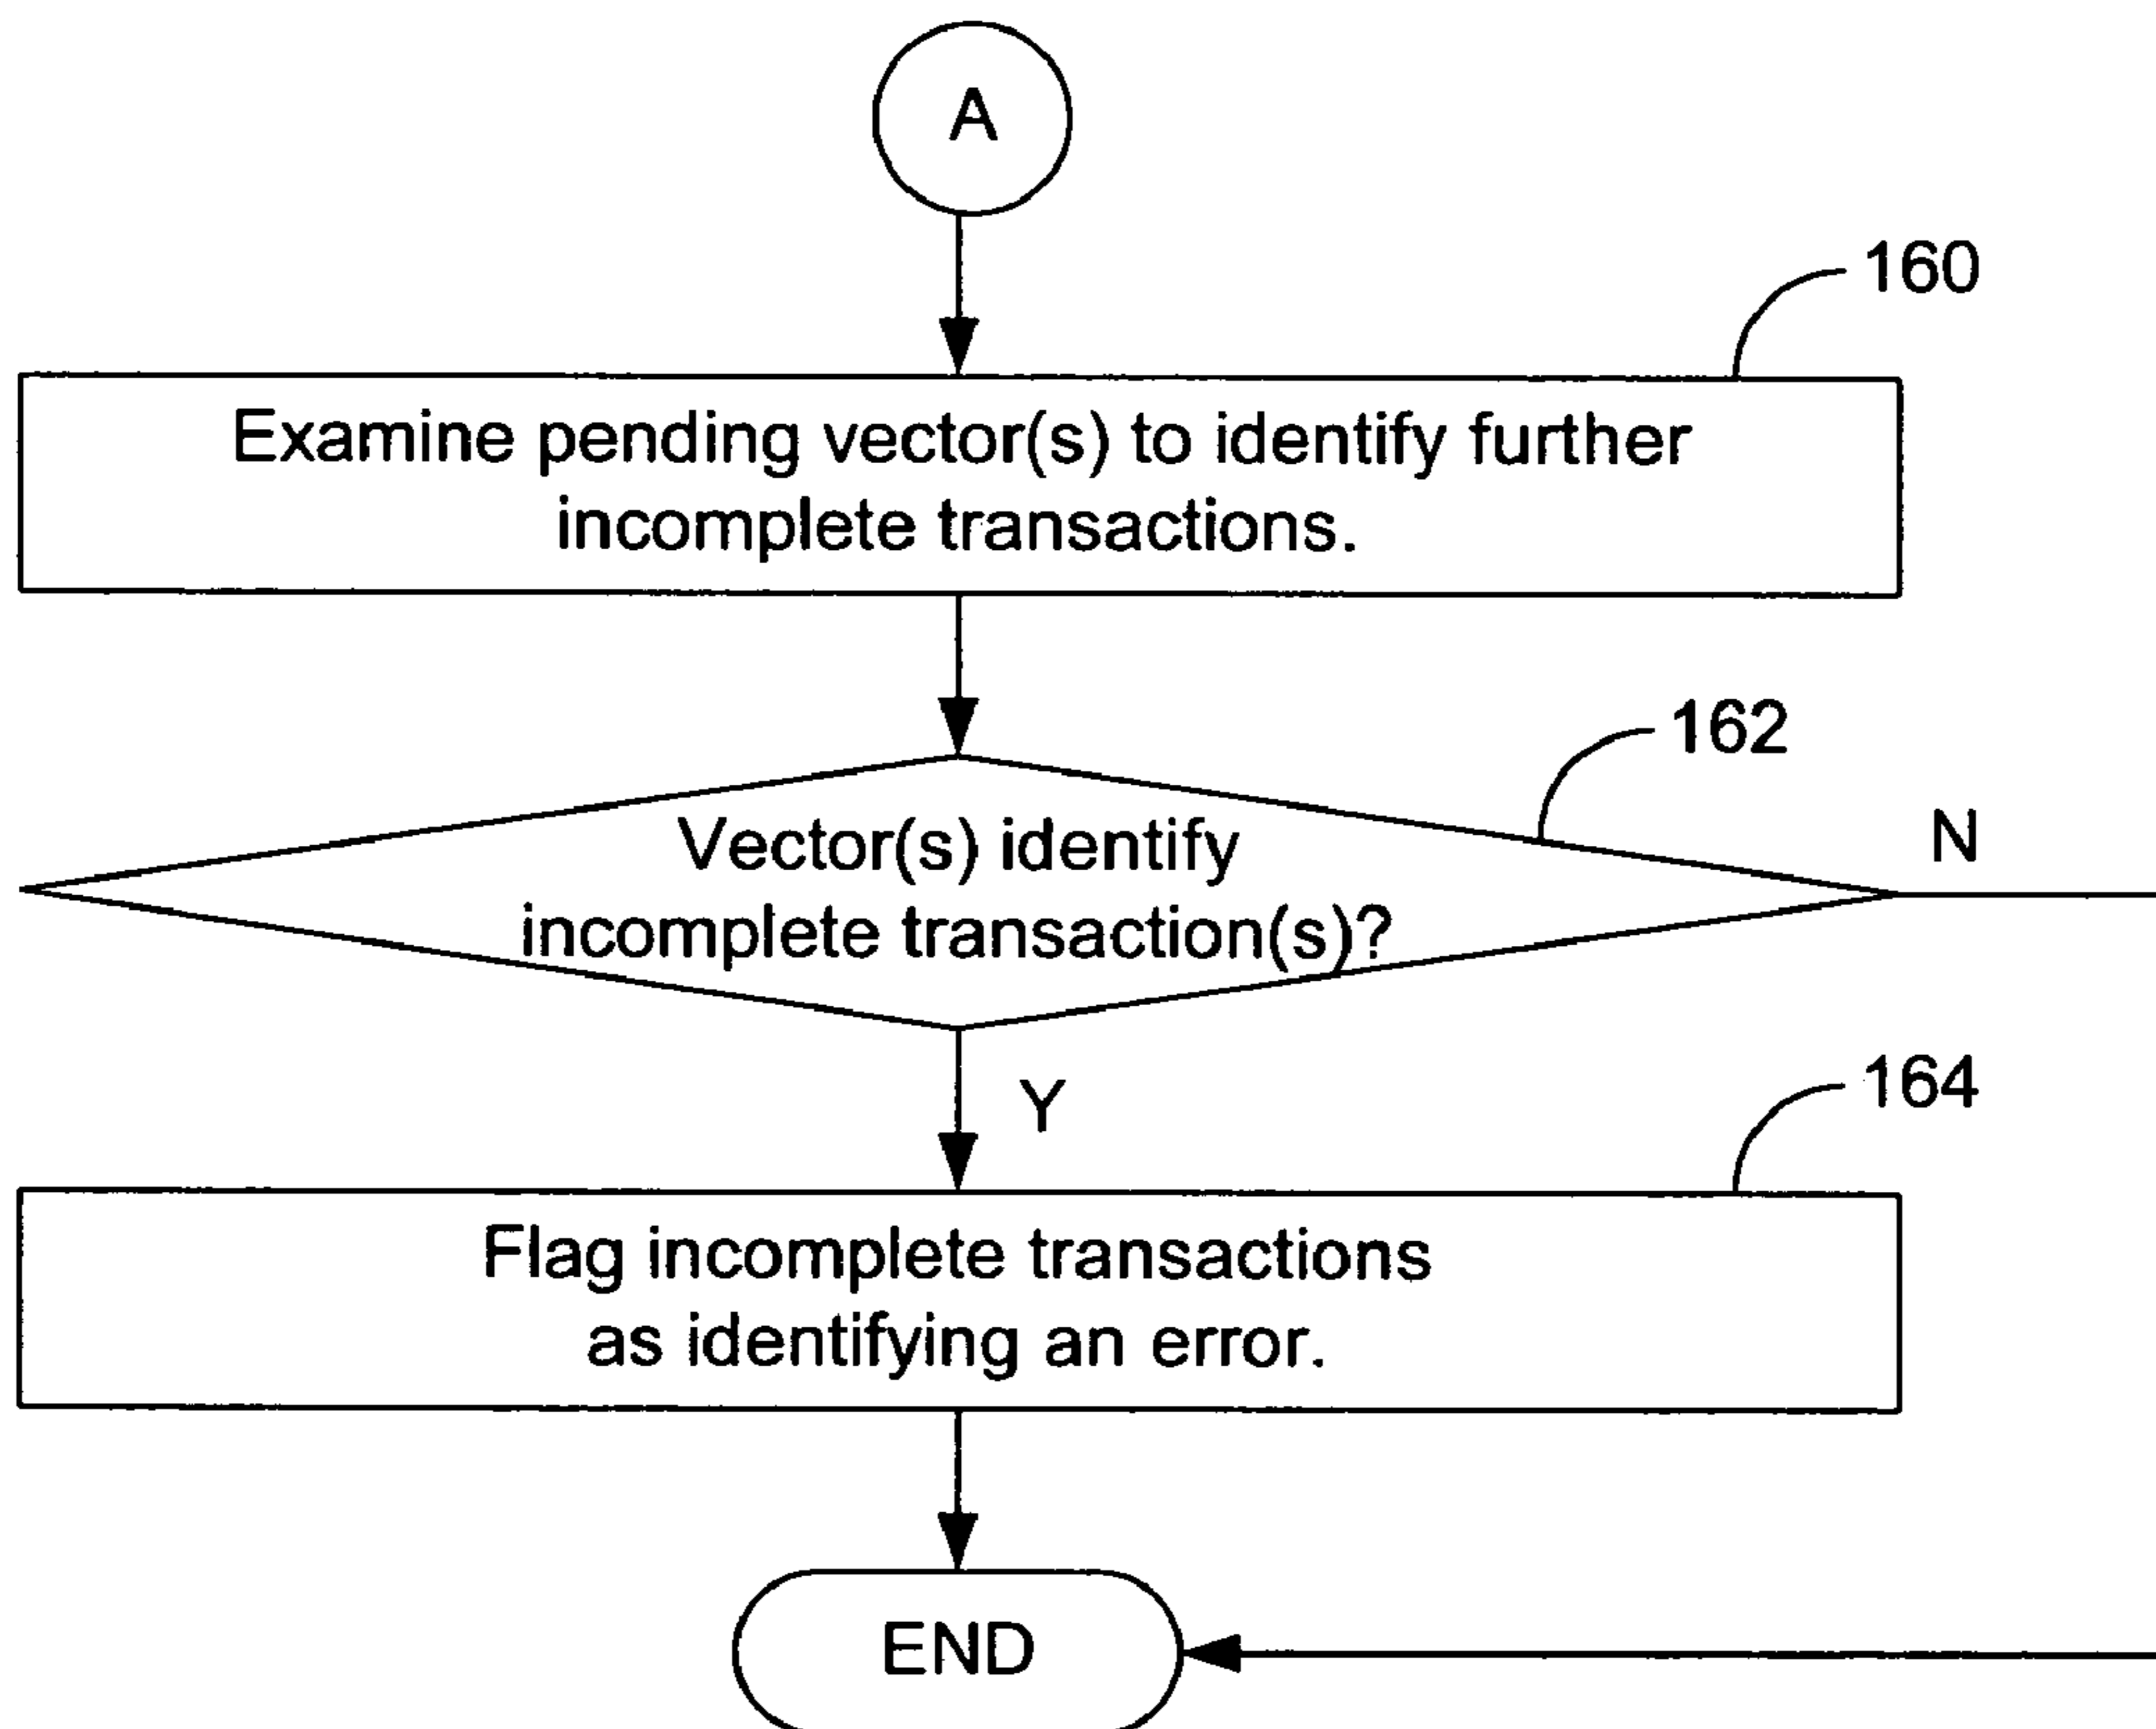 A
160
Examine pending vector(s) to identify further
incomplete transactions.
162
Vector(s) identify
incomplete transaction(s)?
N
Y
164
Flag incomplete transactions
as identifying an error.
END